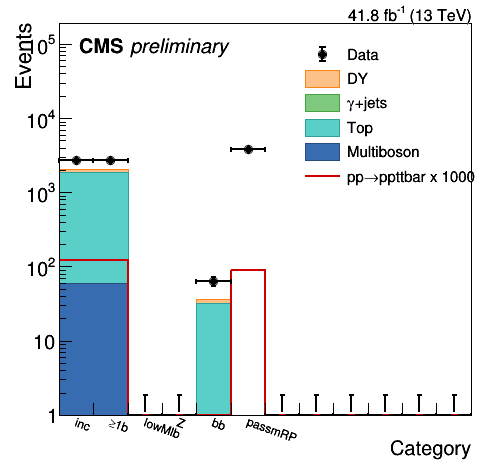 41.8 fb⁻¹ (13 TeV)
CMS preliminary
Events
Data
DY
γ+jets
Top
Multiboson
pp→ppttbar x 1000
10⁵
10⁴
10³
10²
10
1
inc ≥1b lowMlb Z bb passmRP
Category